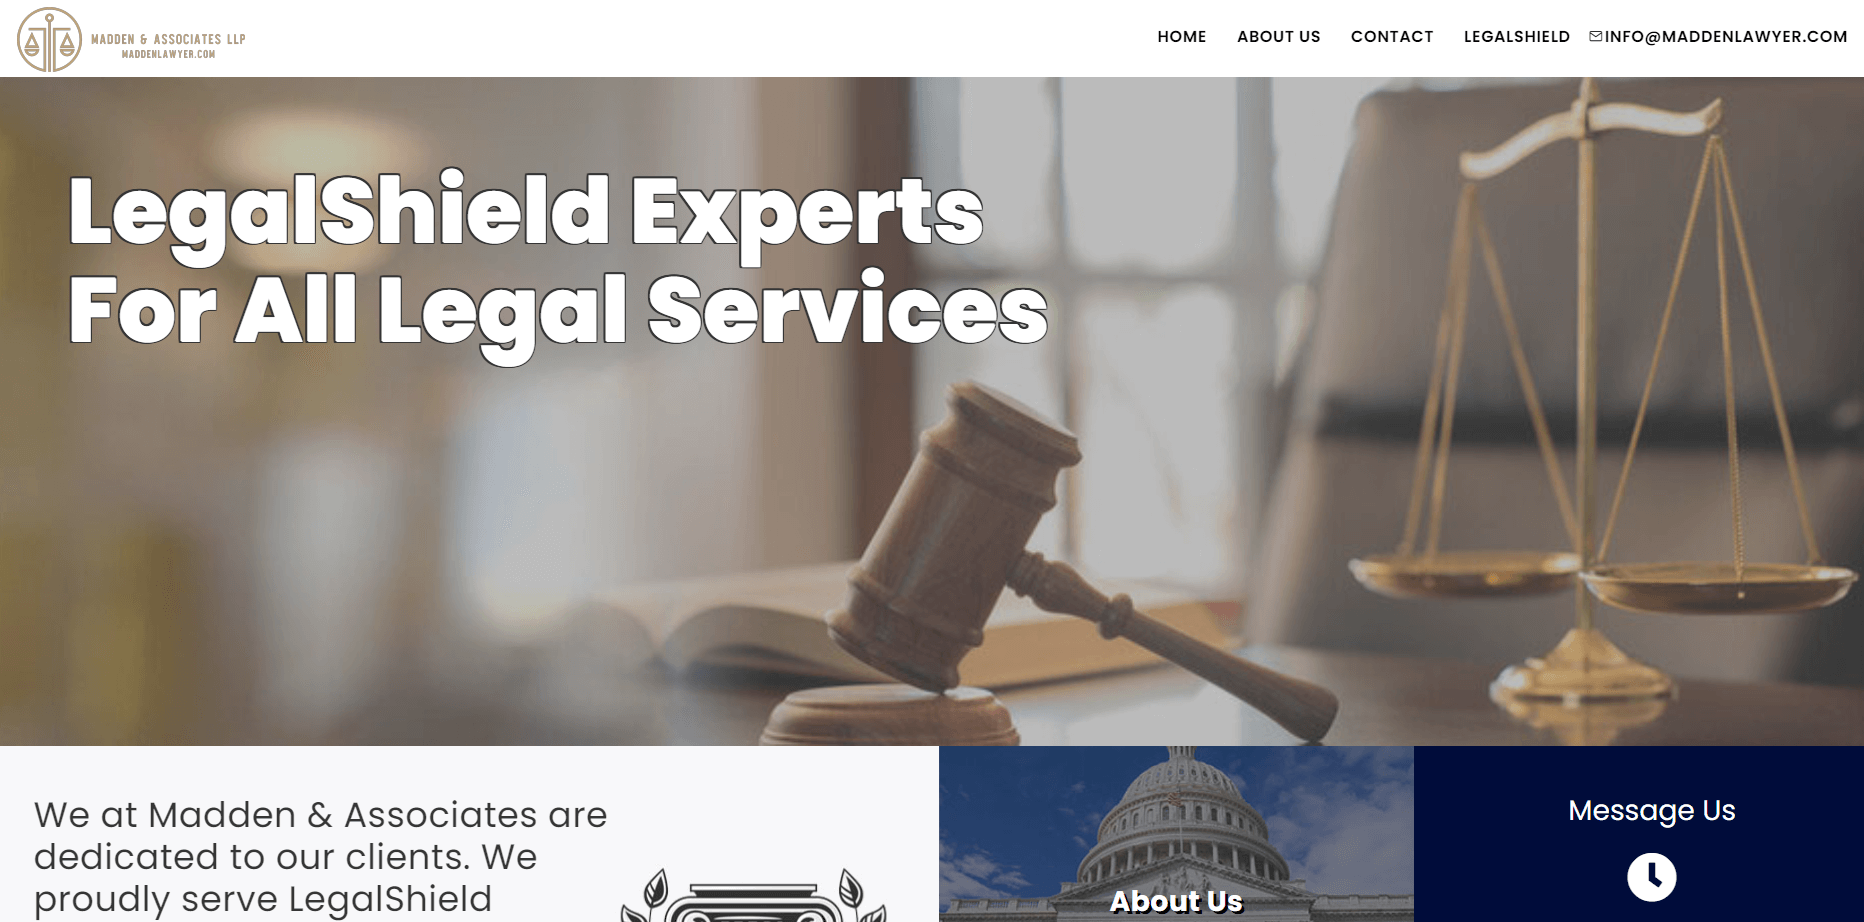 MADDEN & ASSOCIATES LLP
MADDENLAWYER.COM
HOME ABOUT US CONTACT LEGALSHIELD INFO@MADDENLAWYER.COM
LegalShield Experts
For All Legal Services
We at Madden & Associates are
dedicated to our clients. We
proudly serve LegalShield
About Us
Message Us